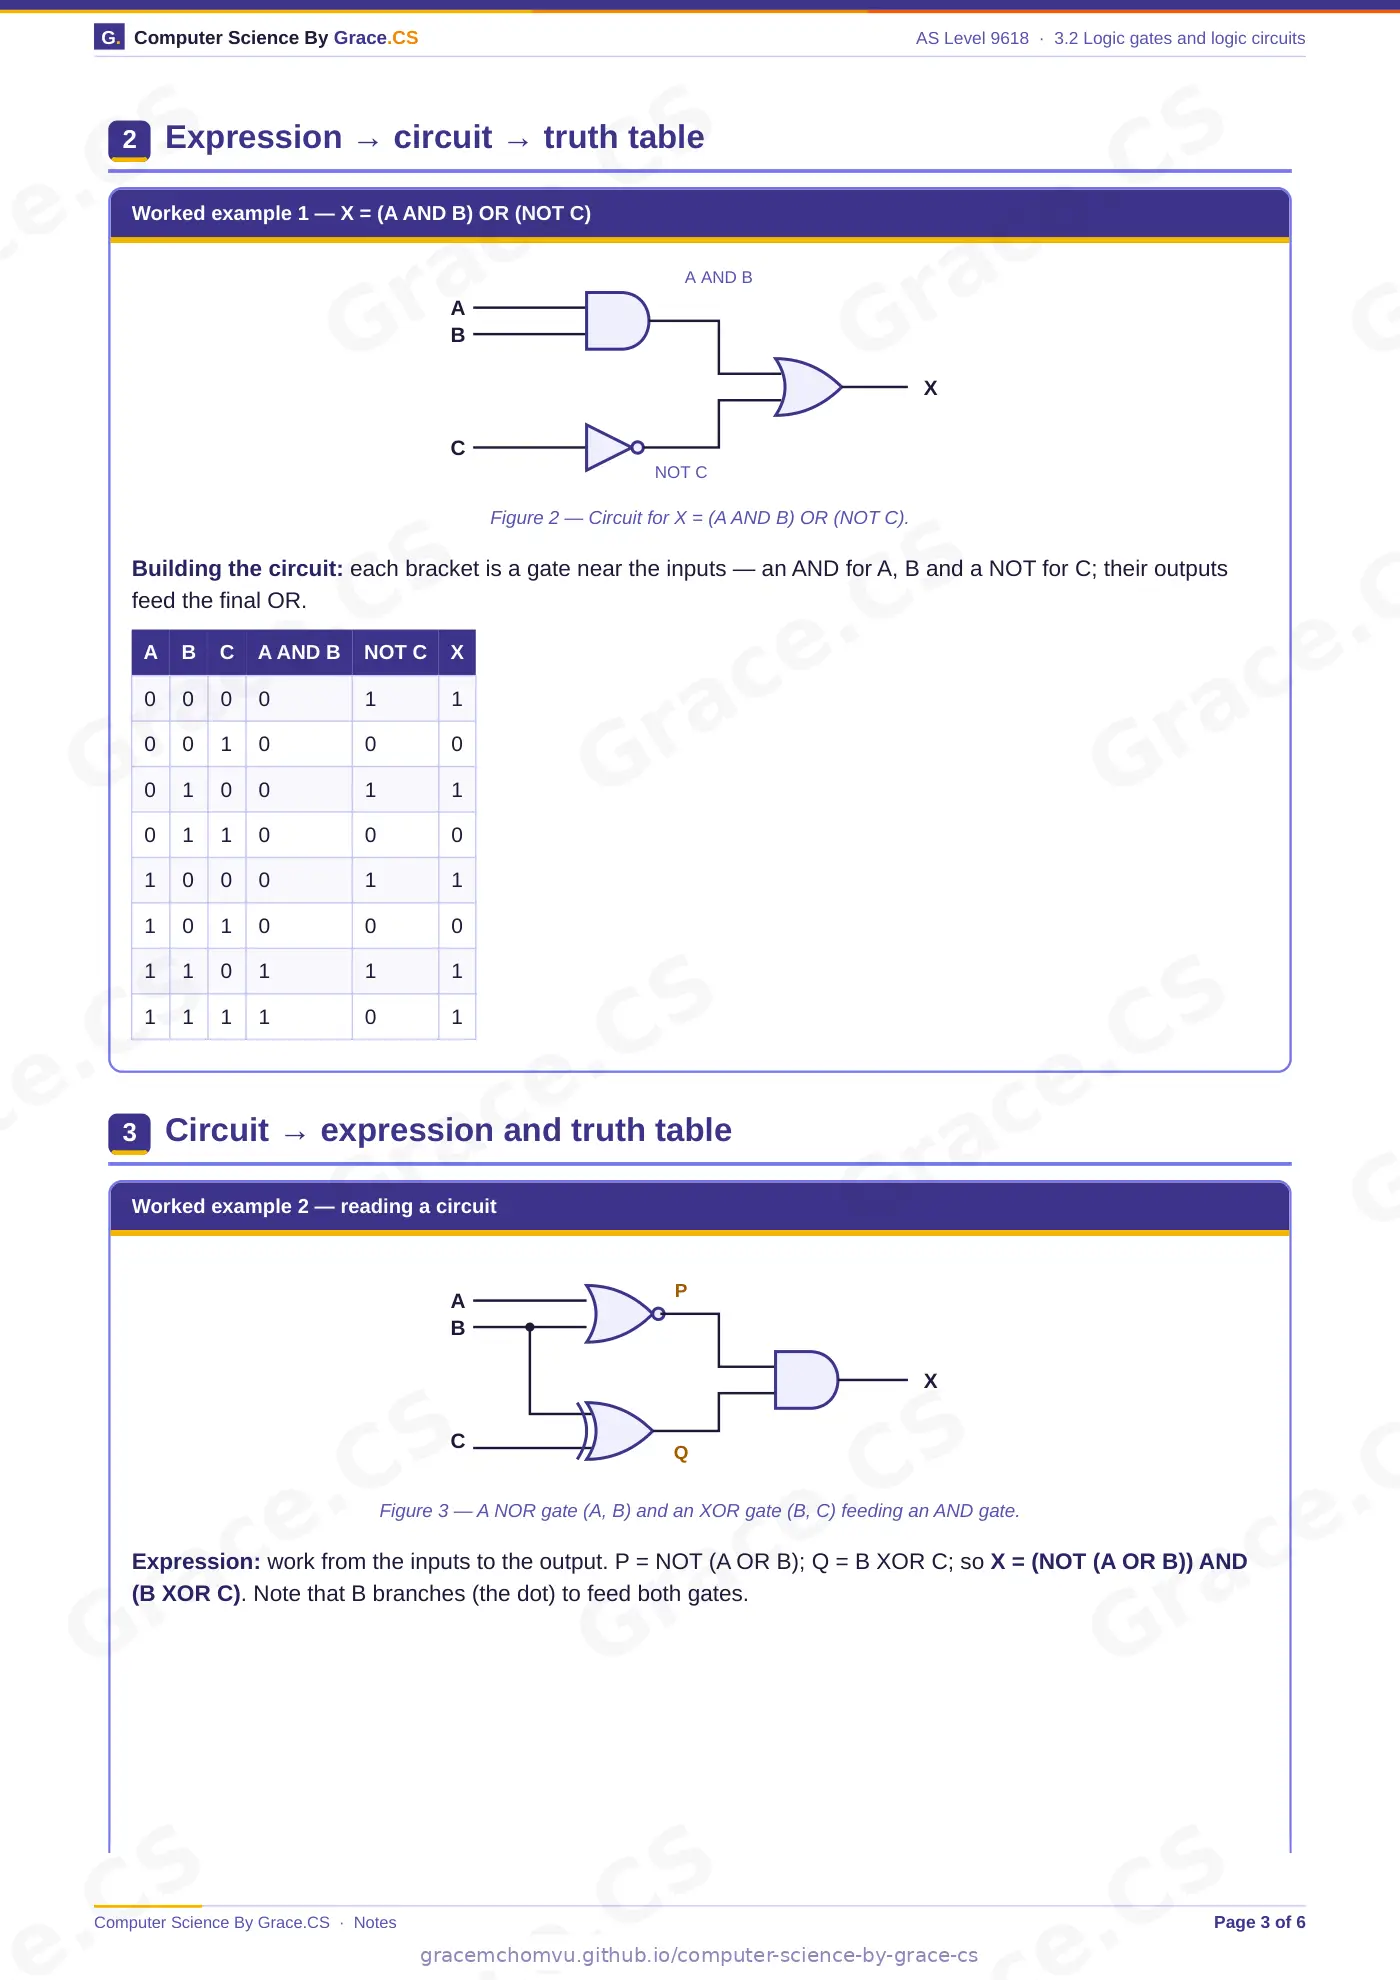 G. Computer Science By Grace.CS
AS Level 9618 · 3.2 Logic gates and logic circuits
2 Expression → circuit → truth table
Worked example 1 — X = (A AND B) OR (NOT C)
A AND B
A
B
X
C
NOT C
Figure 2 — Circuit for X = (A AND B) OR (NOT C).
Building the circuit: each bracket is a gate near the inputs — an AND for A, B and a NOT for C; their outputs
feed the final OR.
A B C A AND B NOT C X
0 0 0 0 1 1
0 0 1 0 0 0
0 1 0 0 1 1
0 1 1 0 0 0
1 0 0 0 1 1
1 0 1 0 0 0
1 1 0 1 1 1
1 1 1 1 0 1
3 Circuit → expression and truth table
Worked example 2 — reading a circuit
P
A
B
X
C
Q
Figure 3 — A NOR gate (A, B) and an XOR gate (B, C) feeding an AND gate.
Expression: work from the inputs to the output. P = NOT (A OR B); Q = B XOR C; so X = (NOT (A OR B)) AND
(B XOR C). Note that B branches (the dot) to feed both gates.
Computer Science By Grace.CS · Notes
Page 3 of 6
gracemchomvu.github.io/computer-science-by-grace-cs